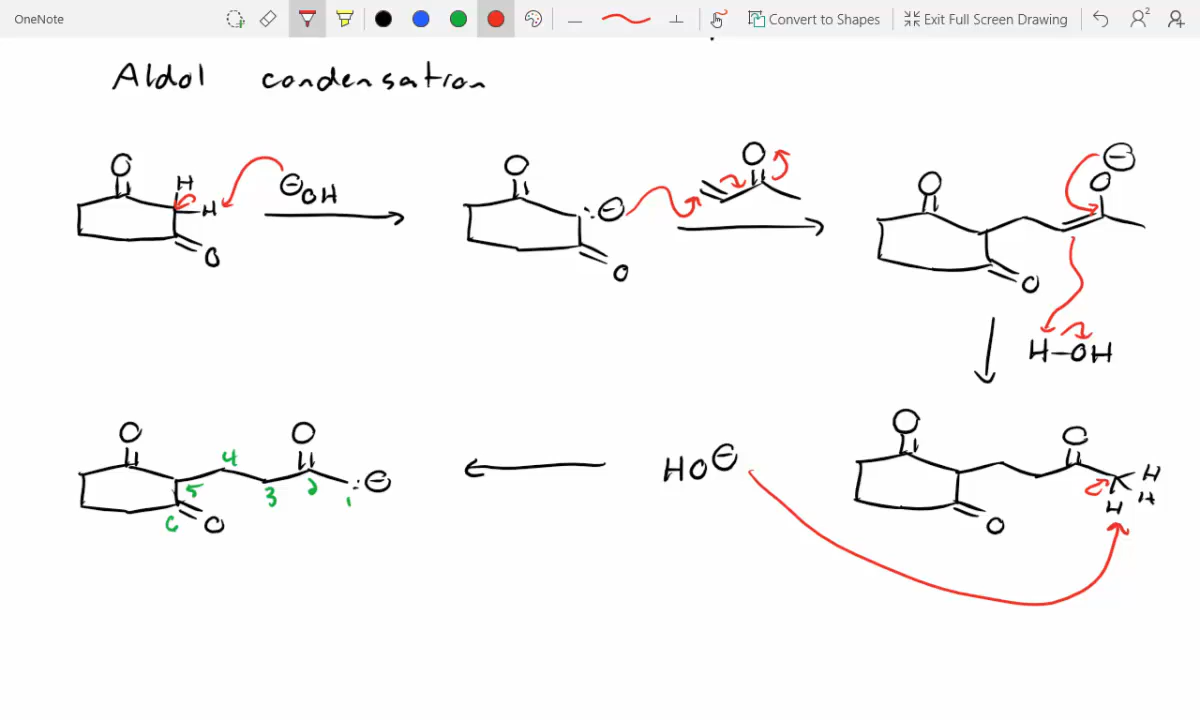 OneNote
Convert to Shapes
Exit Full Screen Drawing
2
Aldol condensation
O H H O
⊖OH
O :⊖ O
O
O O ⊖ O
H-OH
O 4 O 5 3 2 1 :⊖ 6 O
HO⊖
O O H H H O